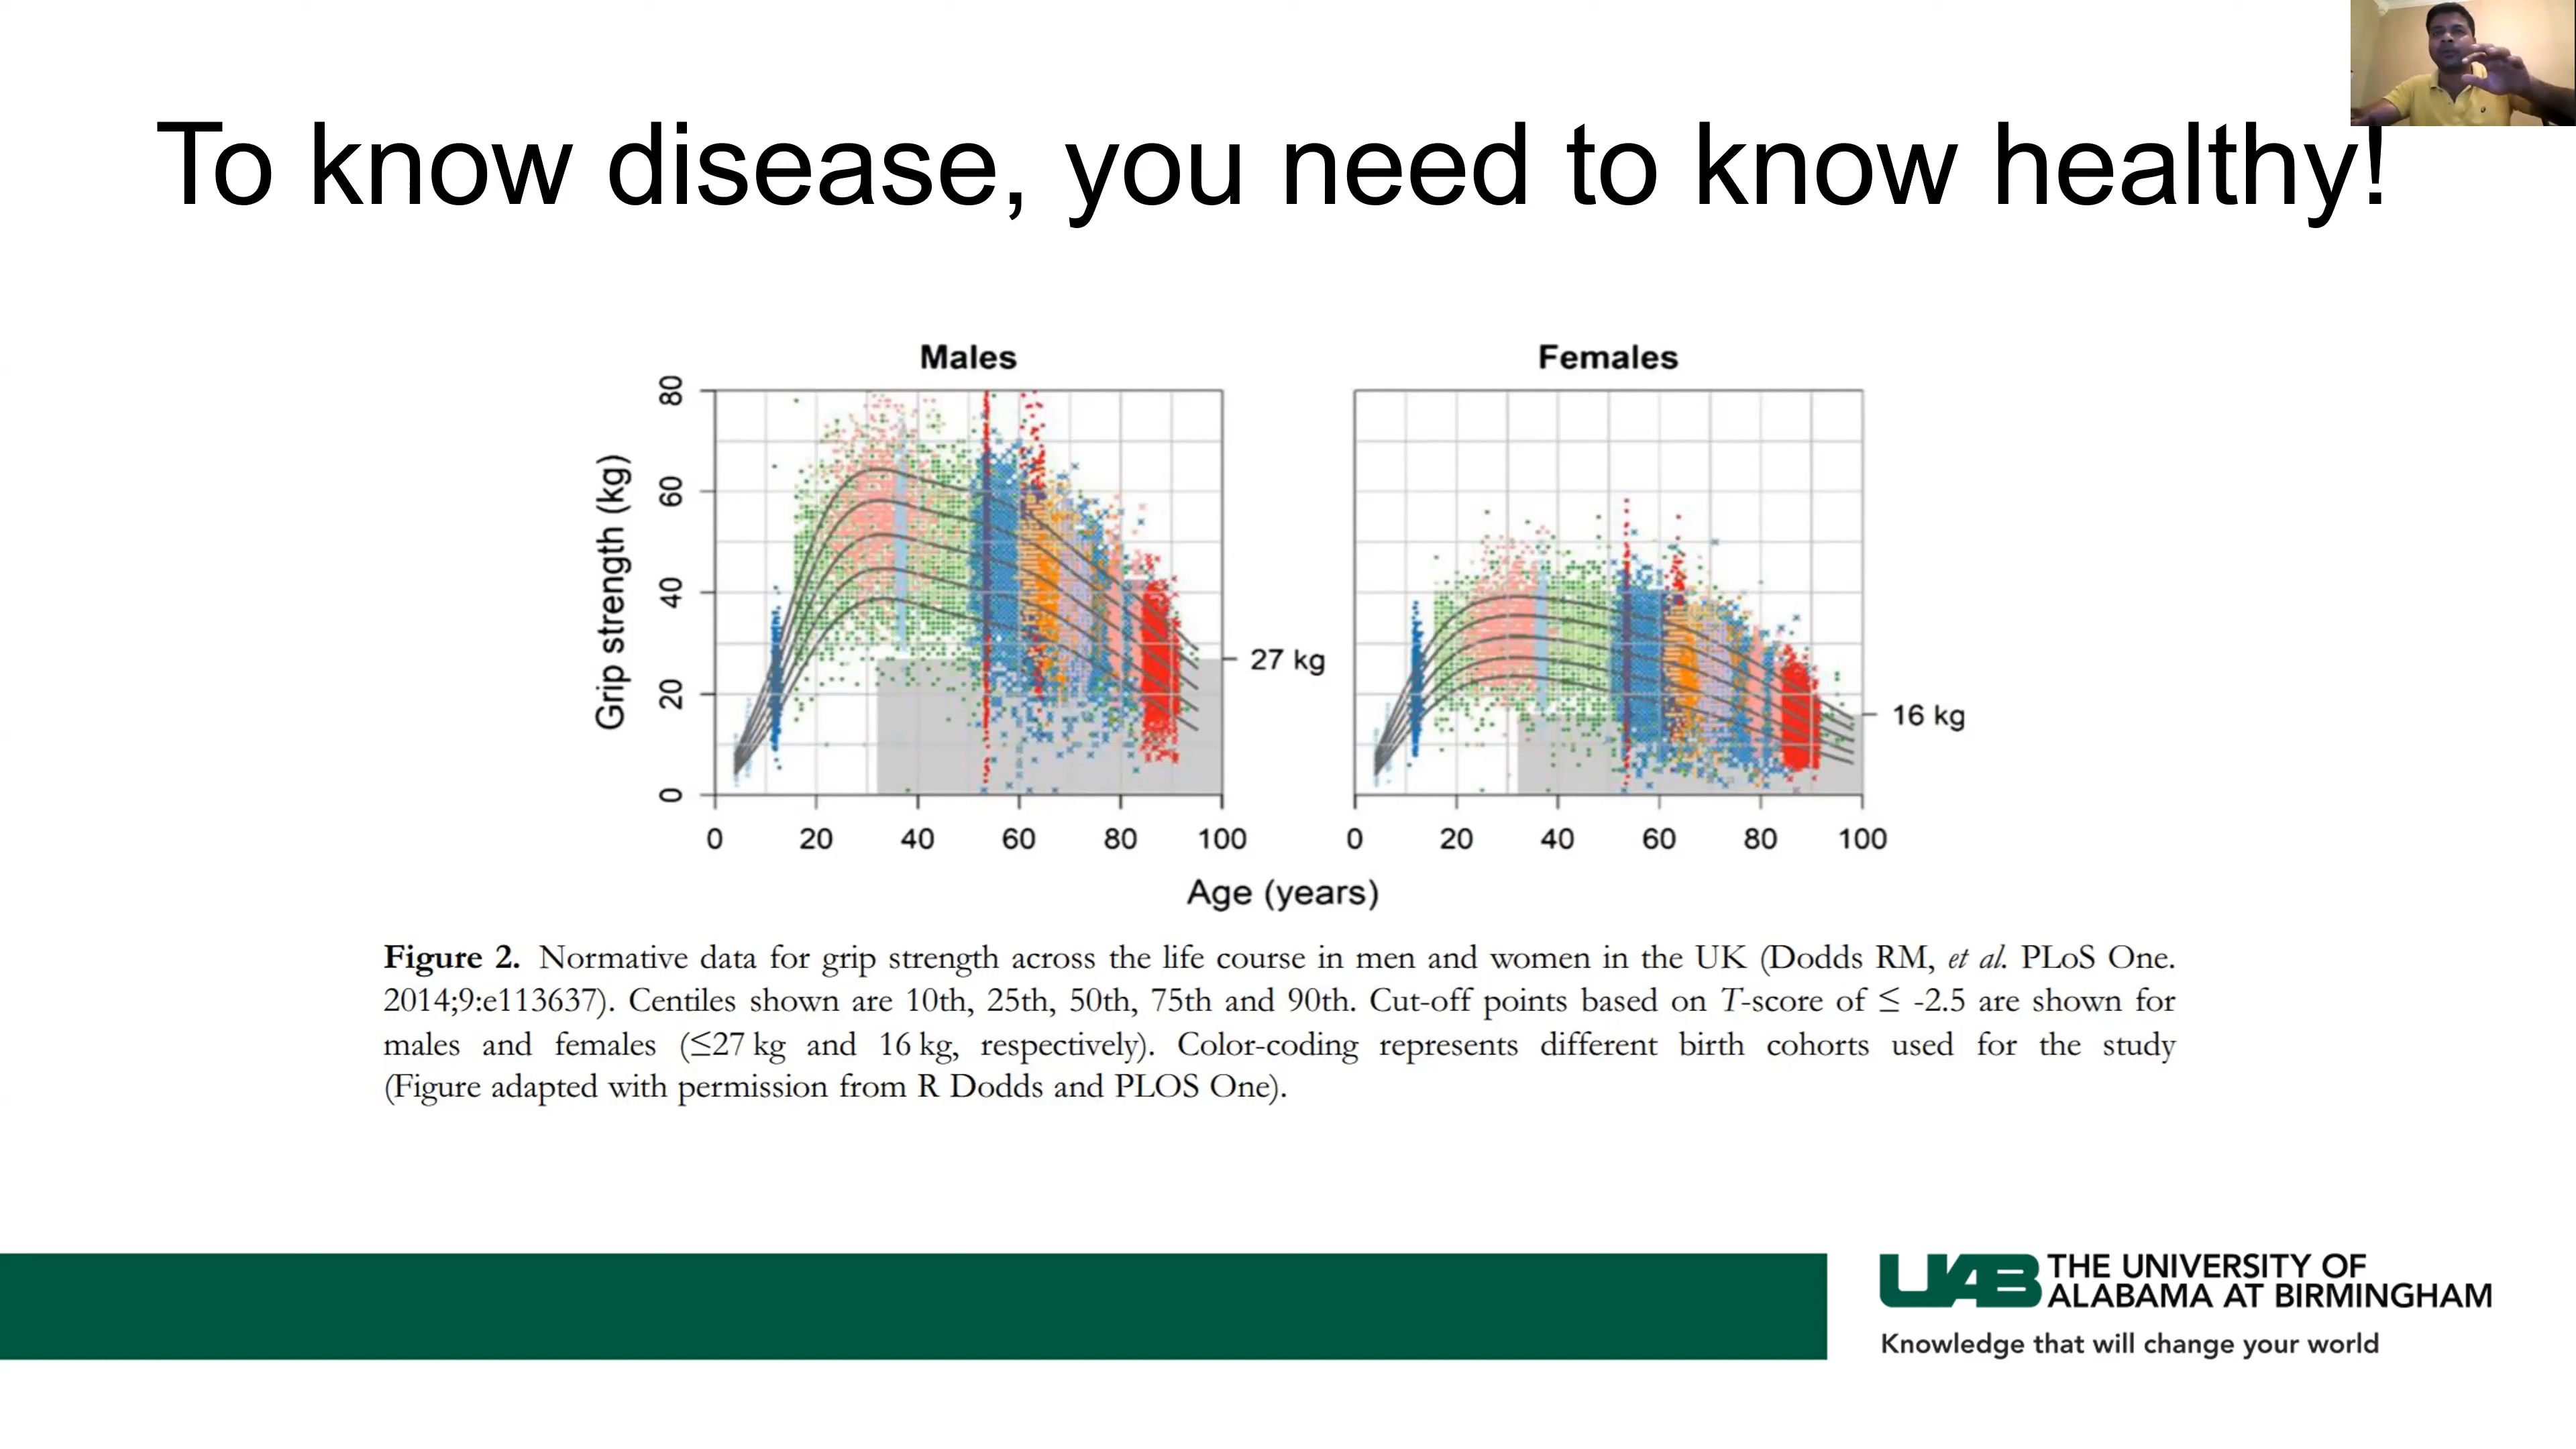 To know disease, you need to know healthy!
Males
Females
Grip strength (kg)
80
60
40
20
0
27 kg
16 kg
0 20 40 60 80 100
0 20 40 60 80 100
Age (years)
Figure 2. Normative data for grip strength across the life course in men and women in the UK (Dodds RM, et al. PLoS One.
2014;9:e113637). Centiles shown are 10th, 25th, 50th, 75th and 90th. Cut-off points based on T-score of ≤ -2.5 are shown for
males and females (≤27 kg and 16 kg, respectively). Color-coding represents different birth cohorts used for the study
(Figure adapted with permission from R Dodds and PLOS One).
UAB THE UNIVERSITY OF
ALABAMA AT BIRMINGHAM
Knowledge that will change your world